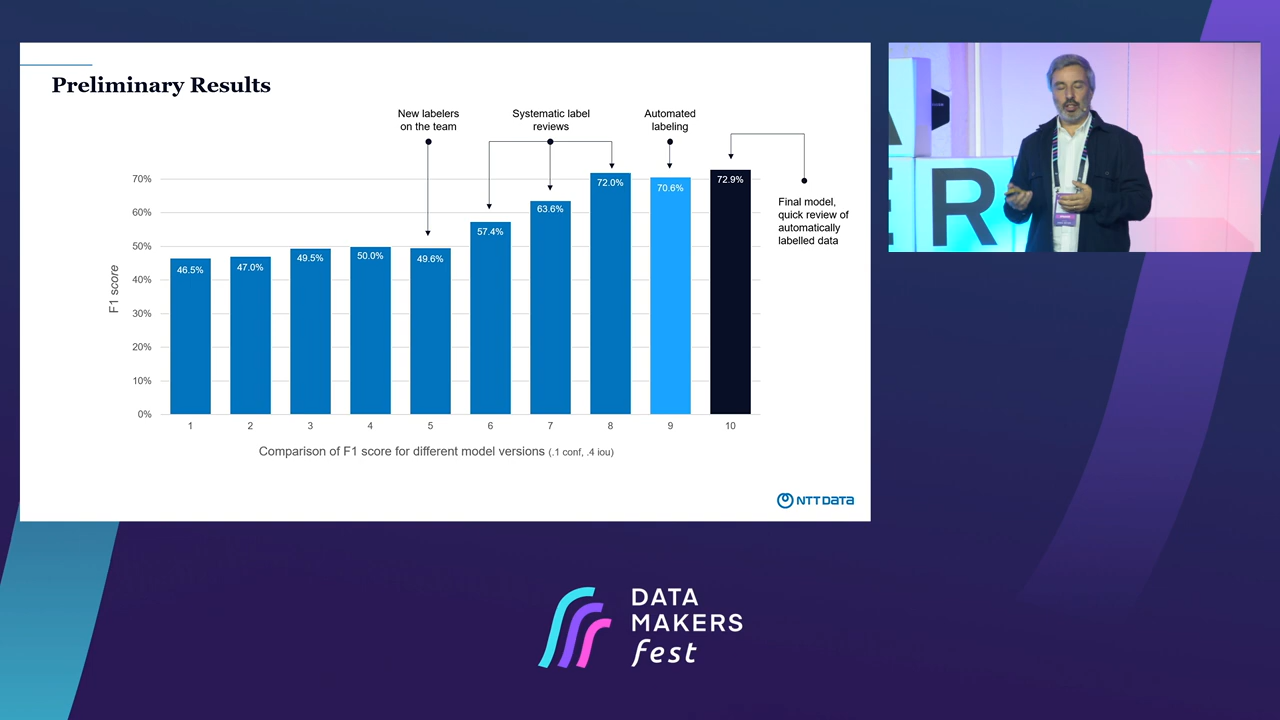 Preliminary Results
New labelers
on the team
Systematic label
reviews
Automated
labeling
Final model,
quick review of
automatically
labelled data
F1 score
70%
60%
50%
40%
30%
20%
10%
0%
46.5%
47.0%
49.5%
50.0%
49.6%
57.4%
63.6%
72.0%
70.6%
72.9%
1
2
3
4
5
6
7
8
9
10
Comparison of F1 score for different model versions (.1 conf, .4 iou)
NTT DATA
A
E R
DATA
MAKERS
fest